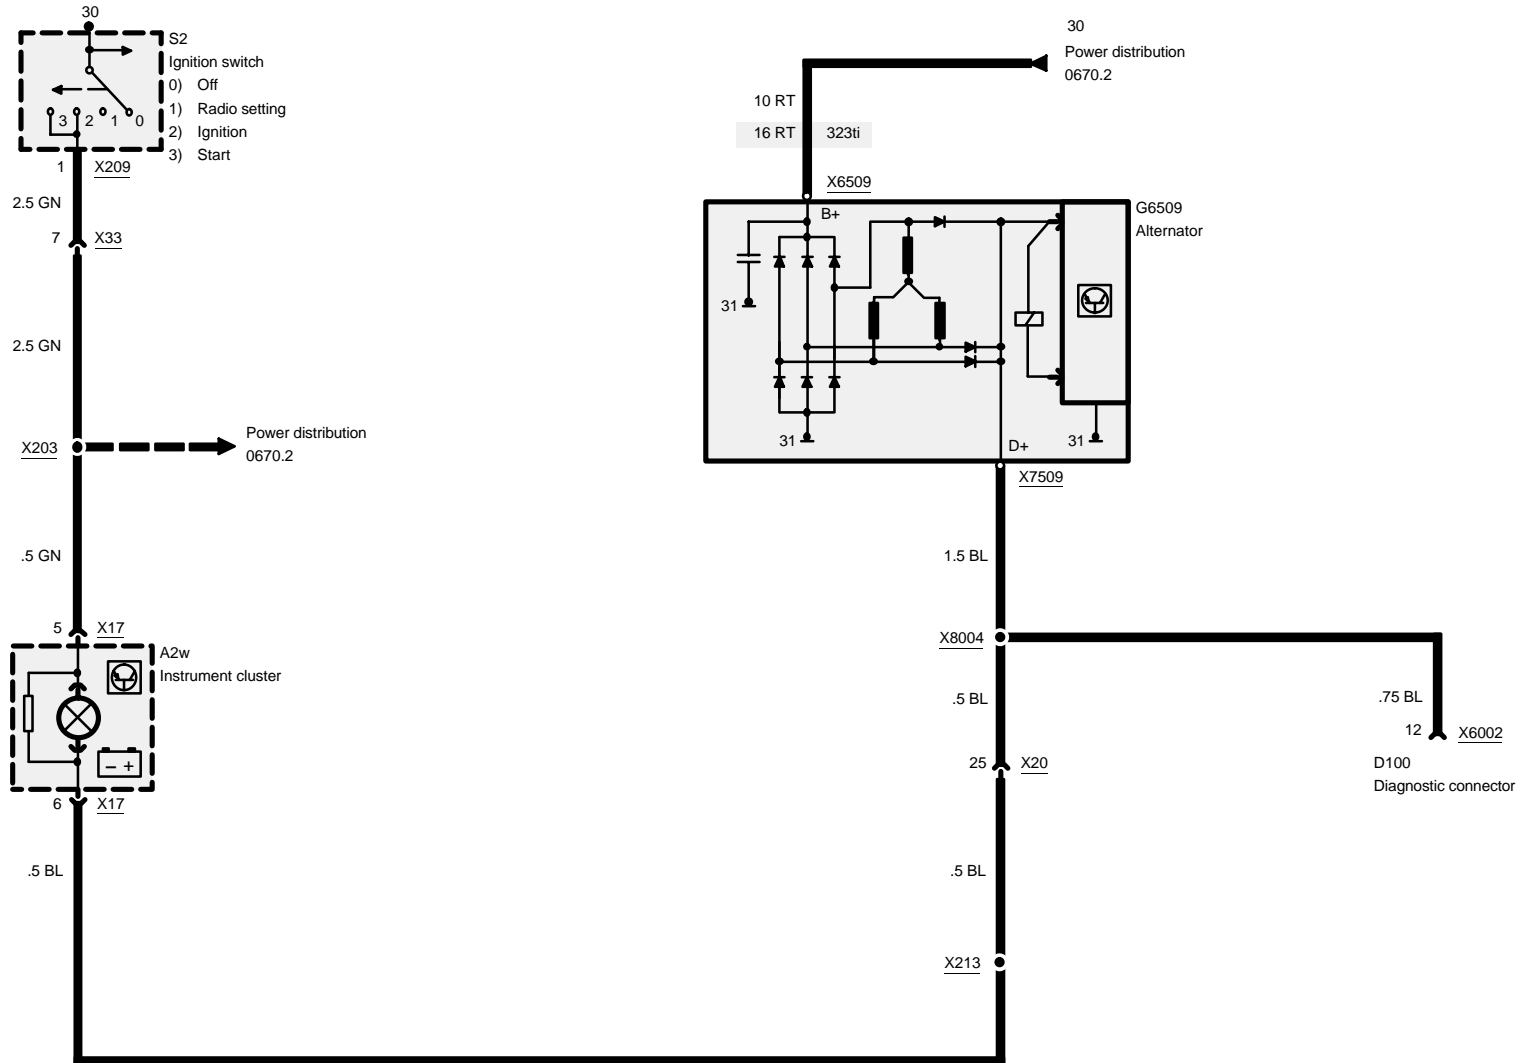 30
S2
Ignition switch
0) Off
1) Radio setting
2) Ignition
3) Start
3 2 1 0
1 X209
2.5 GN
7 X33
2.5 GN
X203
Power distribution
0670.2
.5 GN
5 X17
A2w
Instrument cluster
– +
6 X17
.5 BL
30
Power distribution
0670.2
10 RT
16 RT 323ti
X6509
B+
G6509
Alternator
31
31
31
D+
X7509
1.5 BL
X8004
.5 BL
.75 BL
12 X6002
D100
Diagnostic connector
25 X20
.5 BL
X213